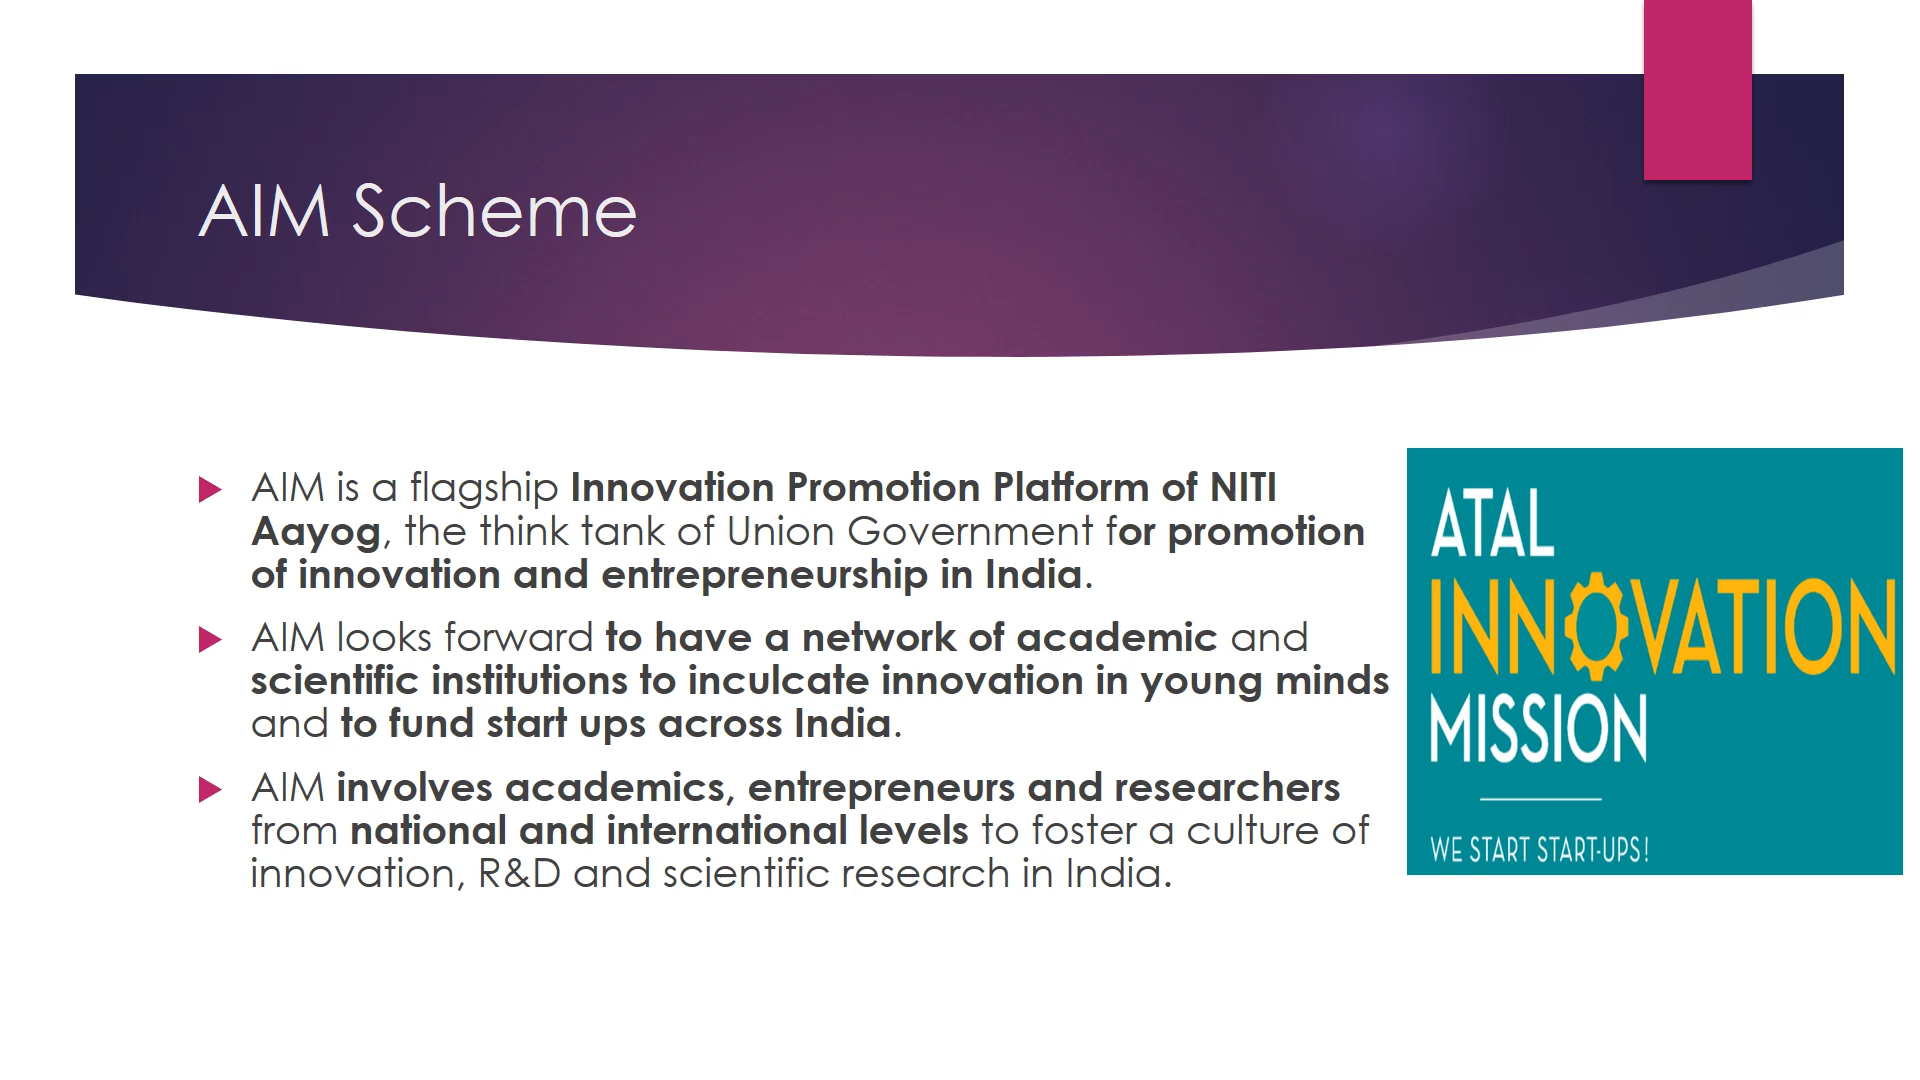 AIM Scheme
AIM is a flagship Innovation Promotion Platform of NITI
Aayog, the think tank of Union Government for promotion
of innovation and entrepreneurship in India.
AIM looks forward to have a network of academic and
scientific institutions to inculcate innovation in young minds
and to fund start ups across India.
AIM involves academics, entrepreneurs and researchers
from national and international levels to foster a culture of
innovation, R&D and scientific research in India.
ATAL
INNOVATION
MISSION
WE START START-UPS!